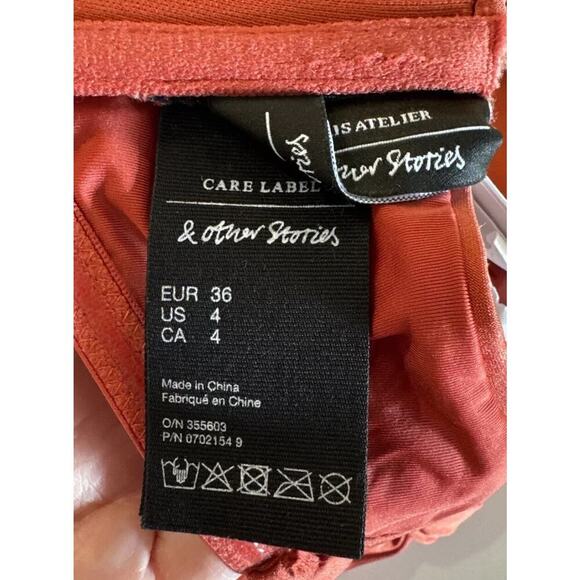 IS ATELIER
other Stories
ries
CARE LABEL
& other Stories
EUR 36
US 4
CA 4
Made in China
Fabriqué en Chine
O/N 355603
P/N 0702154 9